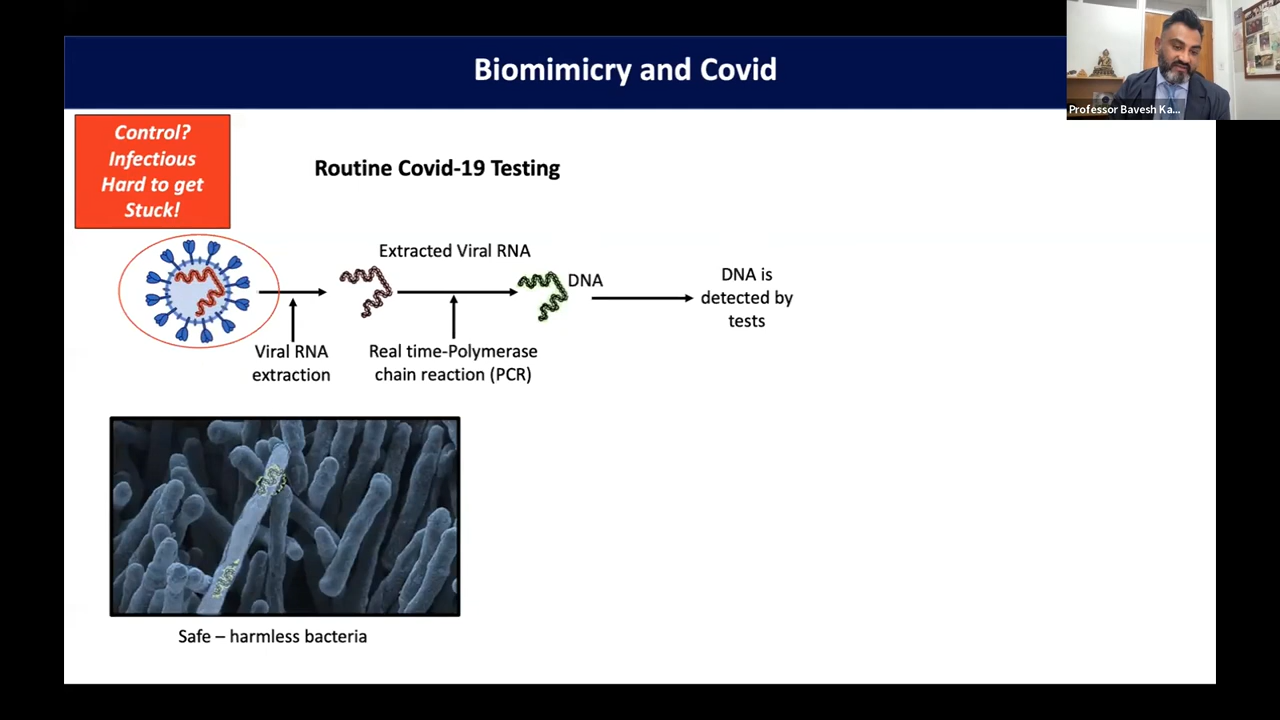 Biomimicry and Covid
Professor Bavesh Ka...
Control?
Infectious
Hard to get
Stuck!
Routine Covid-19 Testing
Extracted Viral RNA
DNA
DNA is
detected by
tests
Viral RNA
extraction
Real time-Polymerase
chain reaction (PCR)
Safe – harmless bacteria